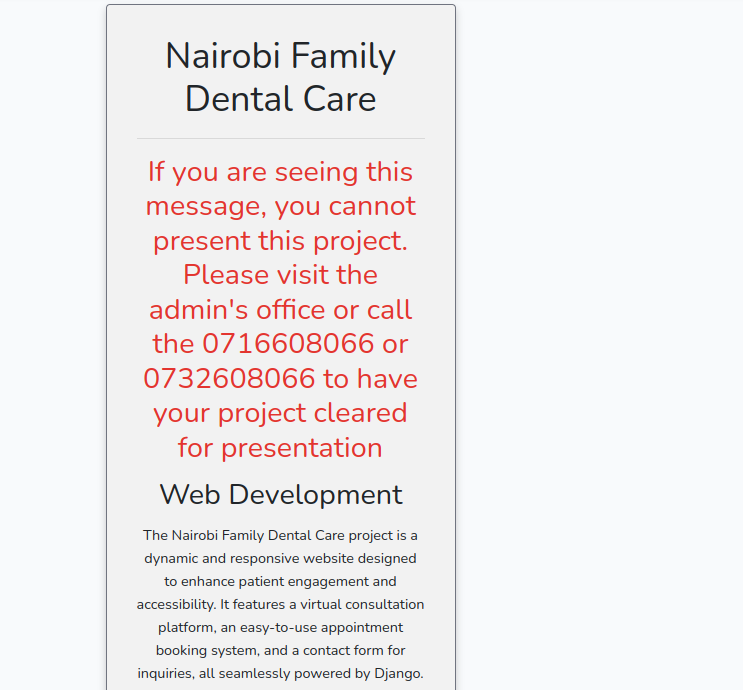 Nairobi Family
Dental Care
If you are seeing this
message, you cannot
present this project.
Please visit the
admin's office or call
the 0716608066 or
0732608066 to have
your project cleared
for presentation
Web Development
The Nairobi Family Dental Care project is a
dynamic and responsive website designed
to enhance patient engagement and
accessibility. It features a virtual consultation
platform, an easy-to-use appointment
booking system, and a contact form for
inquiries, all seamlessly powered by Django.